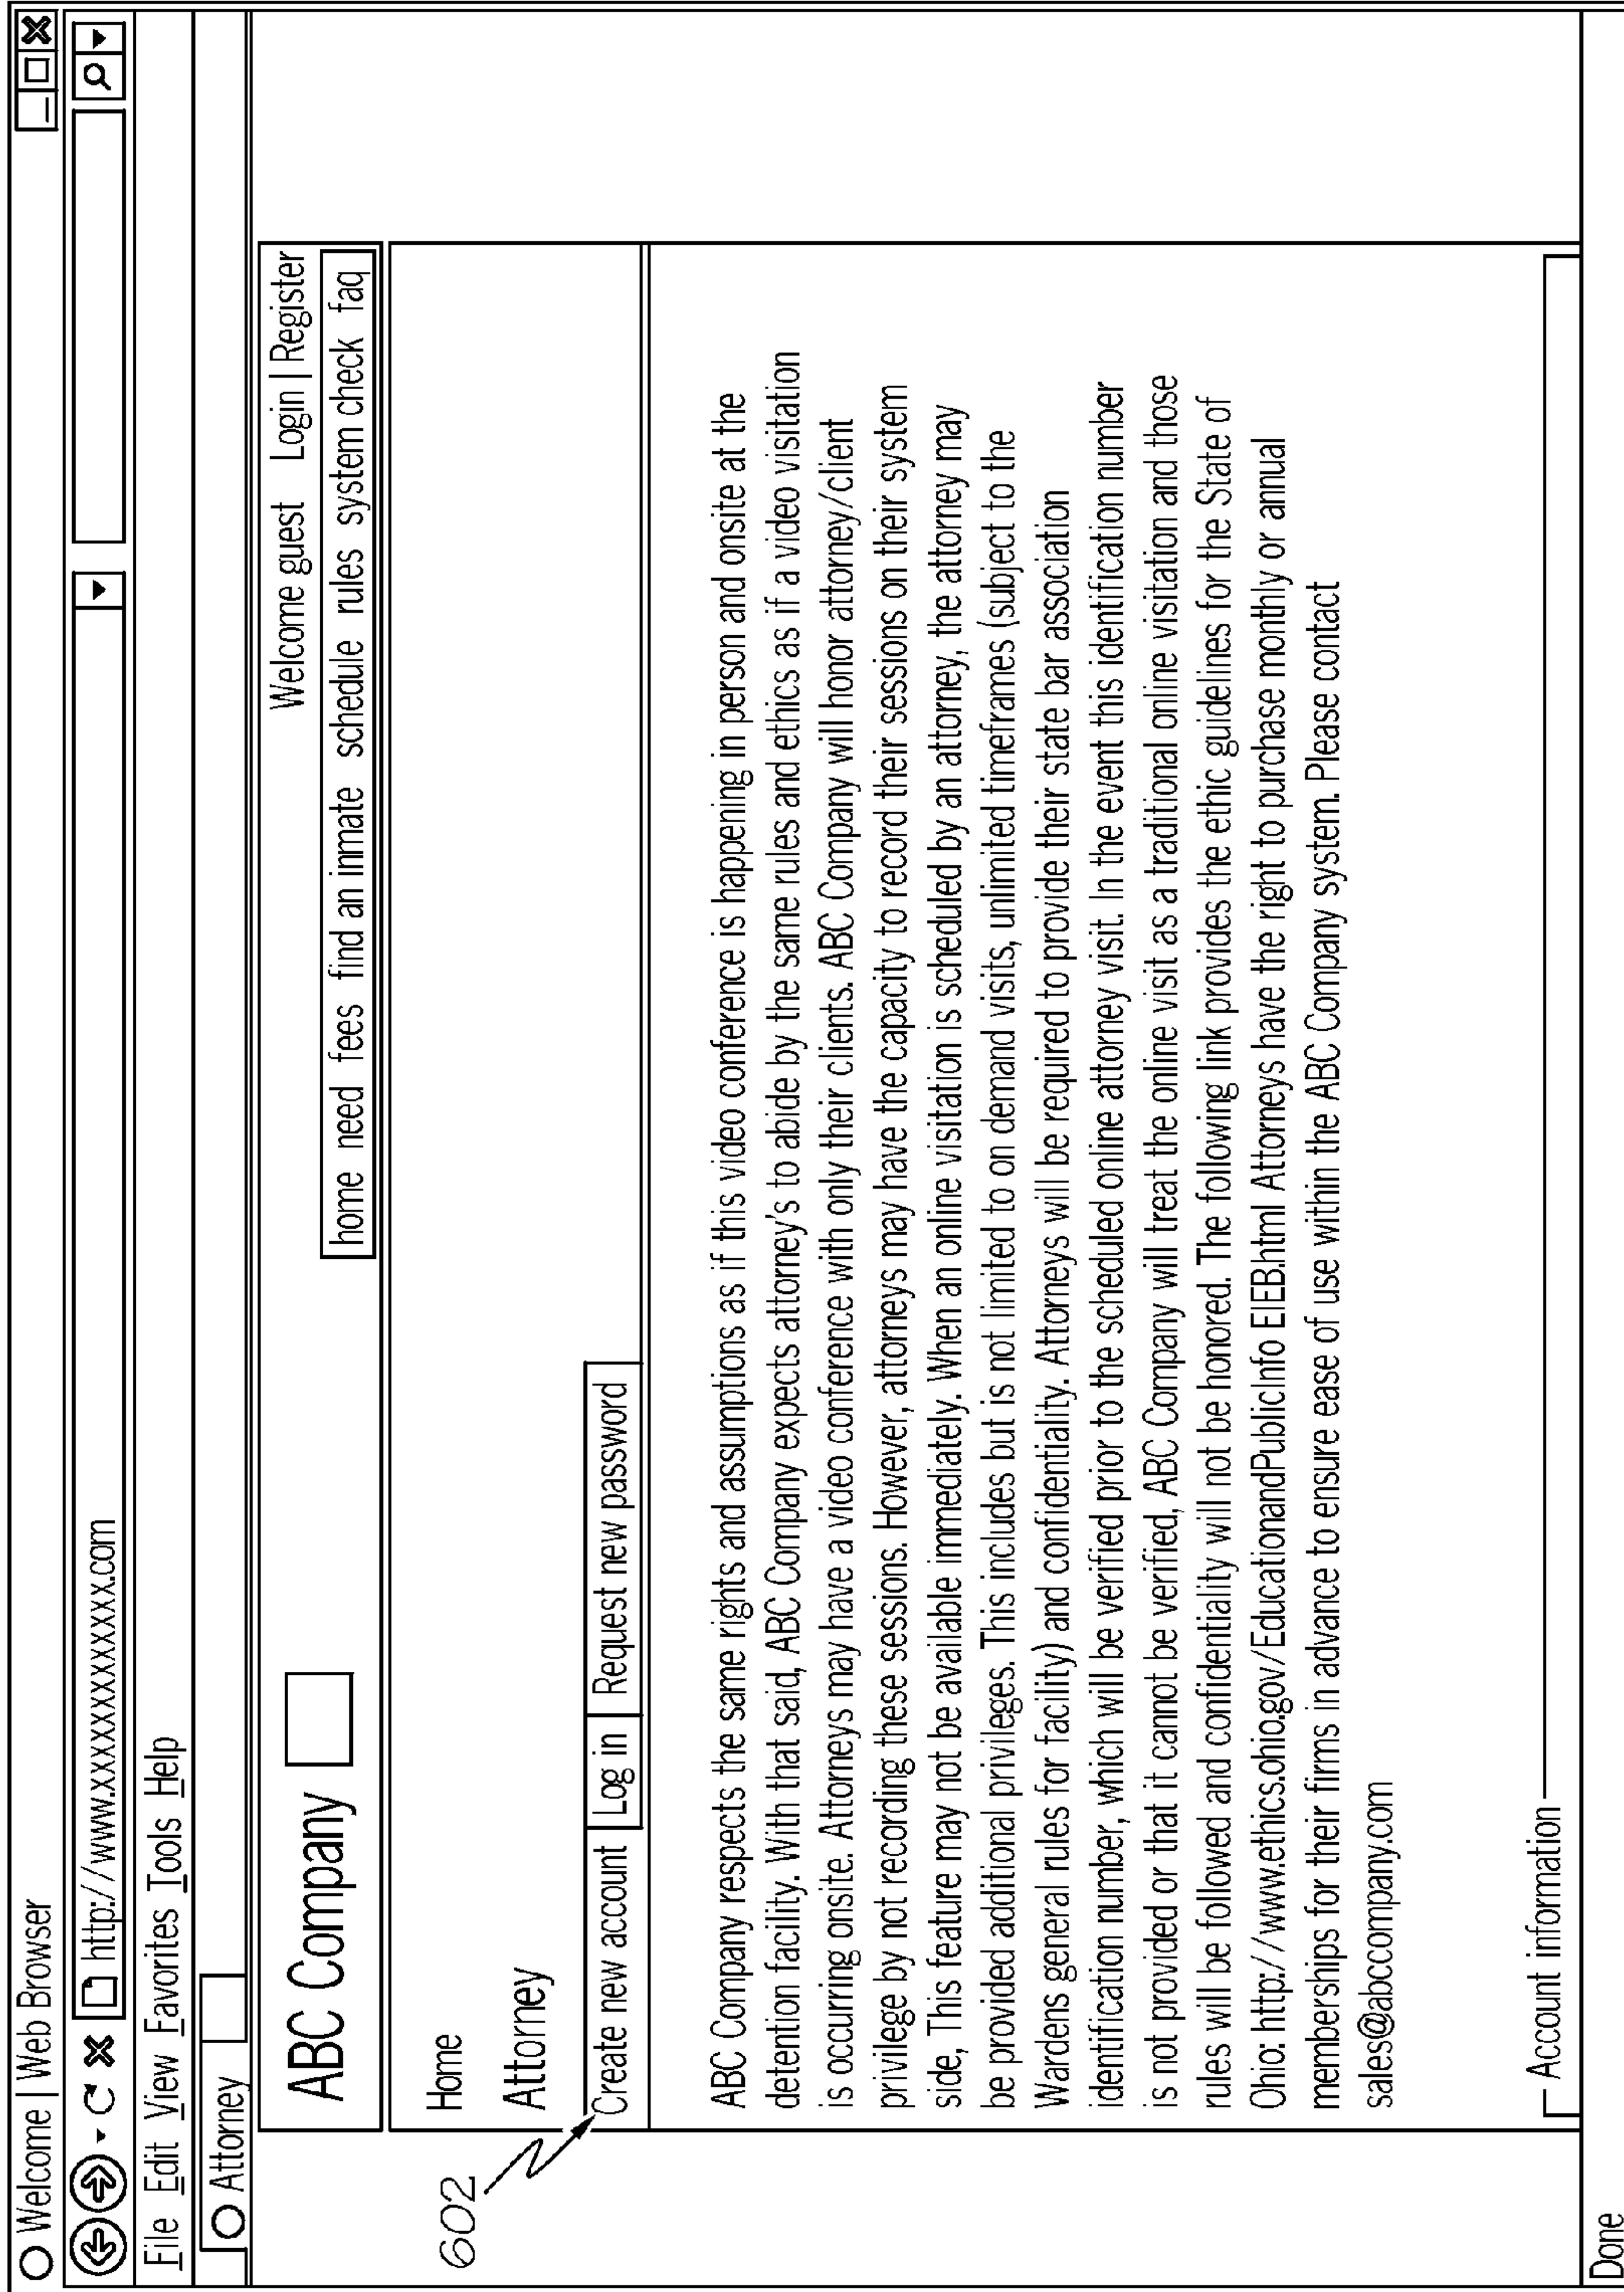 Welcome | Web Browser
http://www.xxxxxxxxxxxxx.com
File Edit View Favorites Tools Help
Attorney
ABC Company
Welcome guest Login | Register
home need fees find an inmate schedule rules system check faq
Home
Attorney
602
Create new account Log in Request new password
ABC Company respects the same rights and assumptions as if this video conference is happening in person and onsite at the
detention facility. With that said, ABC Company expects attorney's to abide by the same rules and ethics as if a video visitation
is occurring onsite. Attorneys may have a video conference with only their clients. ABC Company will honor attorney/client
privilege by not recording these sessions. However, attorneys may have the capacity to record their sessions on their system
side, This feature may not be available immediately. When an online visitation is scheduled by an attorney, the attorney may
be provided additional privileges. This includes but is not limited to on demand visits, unlimited timeframes (subject to the
Wardens general rules for facility) and confidentiality. Attorneys will be required to provide their state bar association
identification number, which will be verified prior to the scheduled online attorney visit. In the event this identification number
is not provided or that it cannot be verified, ABC Company will treat the online visit as a traditional online visitation and those
rules will be followed and confidentiality will not be honored. The following link provides the ethic guidelines for the State of
Ohio: http://www.ethics.ohio.gov/EducationandPublicInfo EIEB.html Attorneys have the right to purchase monthly or annual
memberships for their firms in advance to ensure ease of use within the ABC Company system. Please contact
sales@abccompany.com
Account information
Done